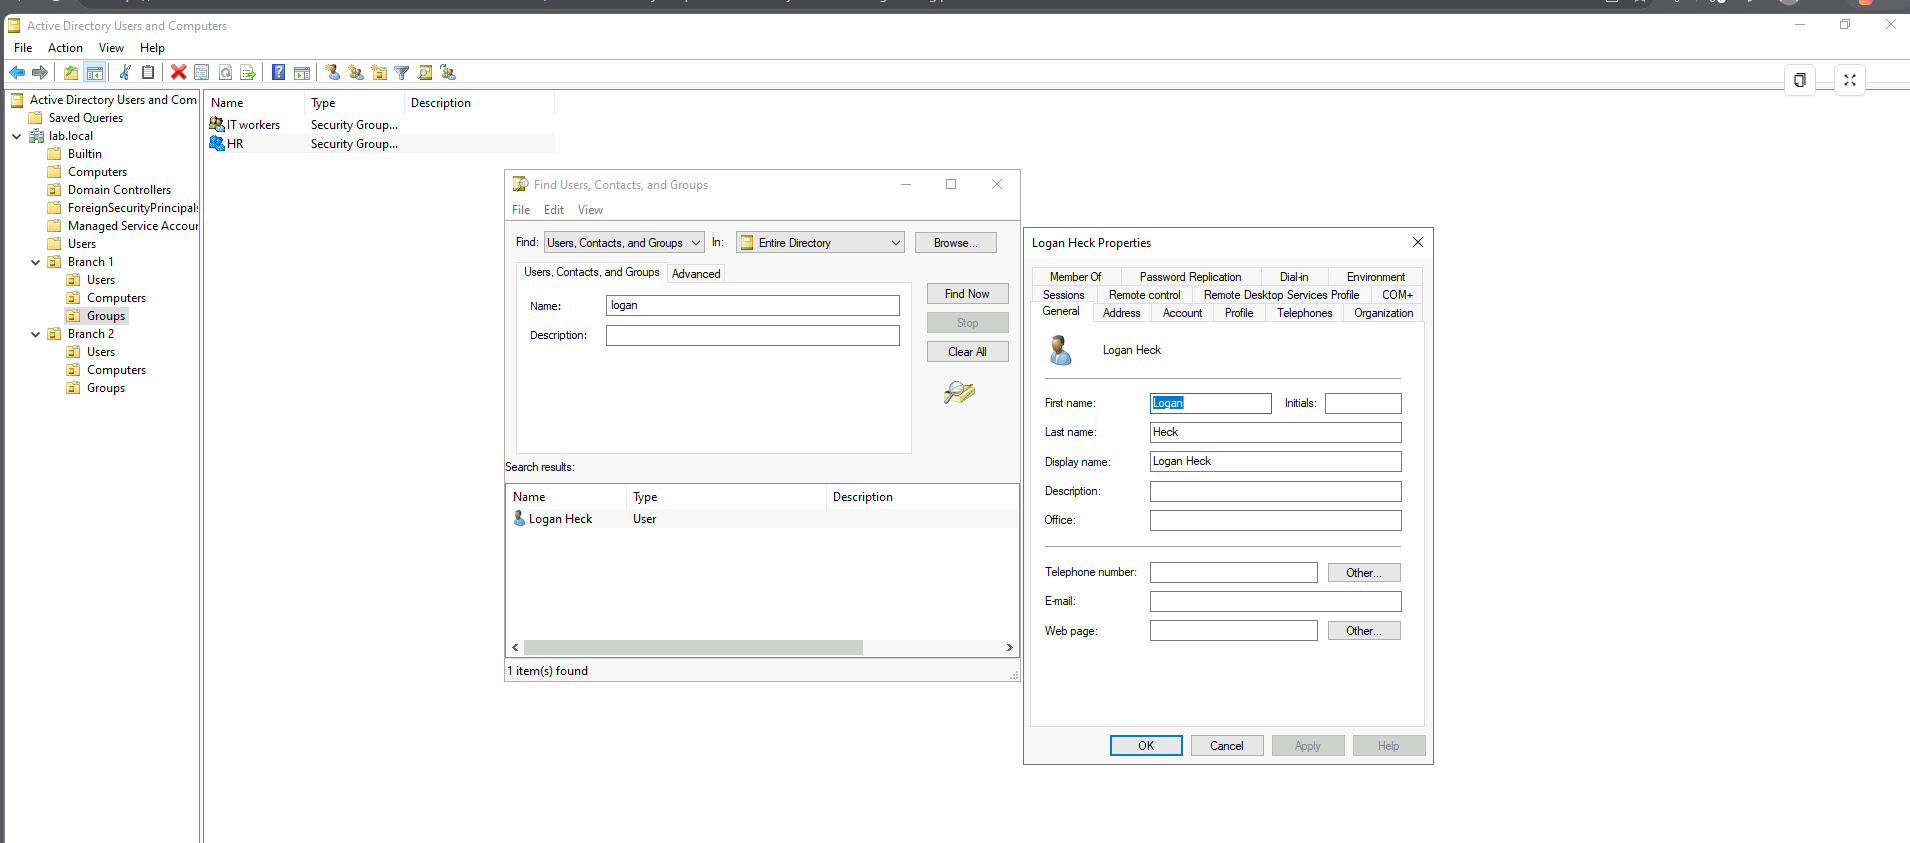 Active Directory Users and Computers
File Action View Help
Active Directory Users and Com
Saved Queries
lab.local
Builtin
Computers
Domain Controllers
ForeignSecurityPrincipals
Managed Service Accour
Users
Branch 1
Users
Computers
Groups
Branch 2
Users
Computers
Groups
Name Type Description
IT workers Security Group...
HR Security Group...
Find Users, Contacts, and Groups
File Edit View
Find: Users, Contacts, and Groups In: Entire Directory Browse...
Users, Contacts, and Groups Advanced
Name: logan
Description:
Find Now
Stop
Clear All
Search results:
Name Type Description
Logan Heck User
1 item(s) found
Logan Heck Properties
Member Of Password Replication Dial-in Environment
Sessions Remote control Remote Desktop Services Profile COM+
General Address Account Profile Telephones Organization
Logan Heck
First name: Logan Initials:
Last name: Heck
Display name: Logan Heck
Description:
Office:
Telephone number: Other...
E-mail:
Web page: Other...
OK Cancel Apply Help